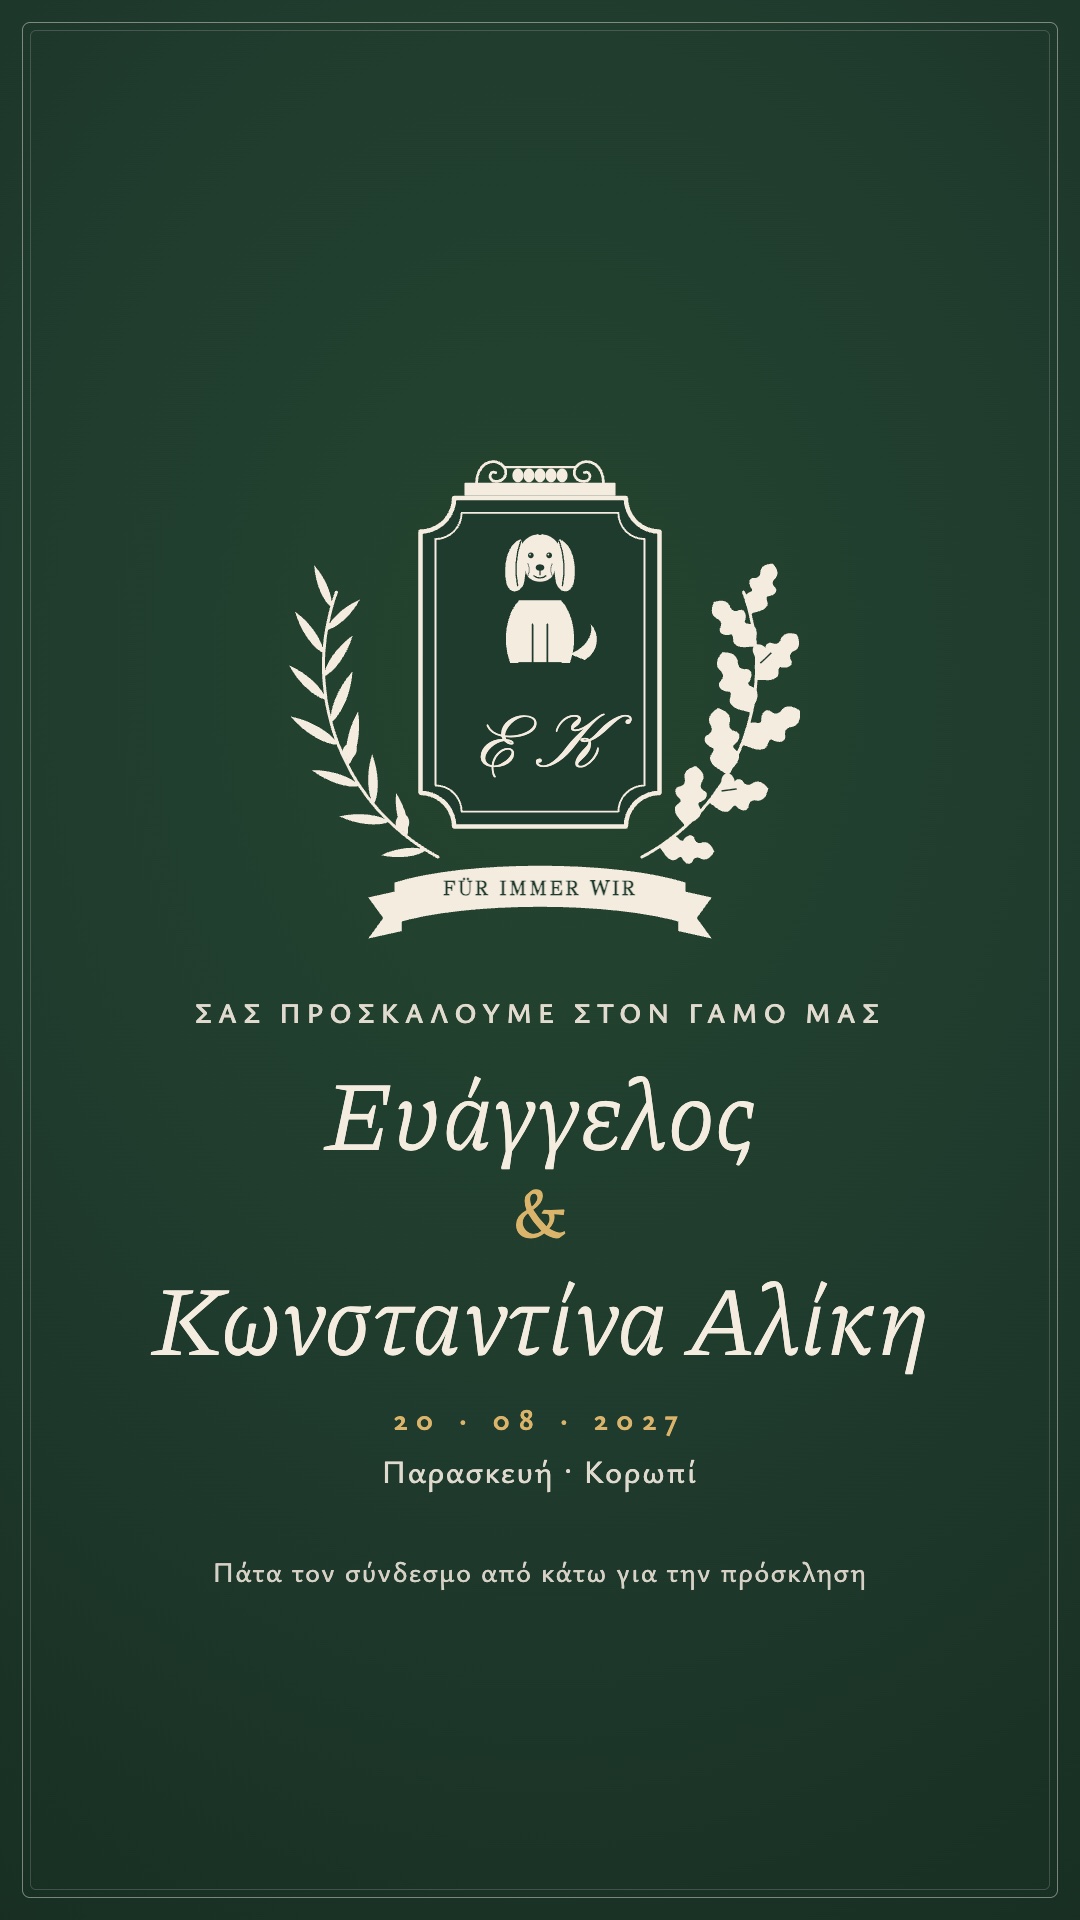 E K
FÜR IMMER WIR
ΣΑΣ ΠΡΟΣΚΑΛΟΥΜΕ ΣΤΟΝ ΓΑΜΟ ΜΑΣ
Ευάγγελος
&
Κωνσταντίνα Αλίκη
20 · 08 · 2027
Παρασκευή · Κορωπί
Πάτα τον σύνδεσμο από κάτω για την πρόσκληση